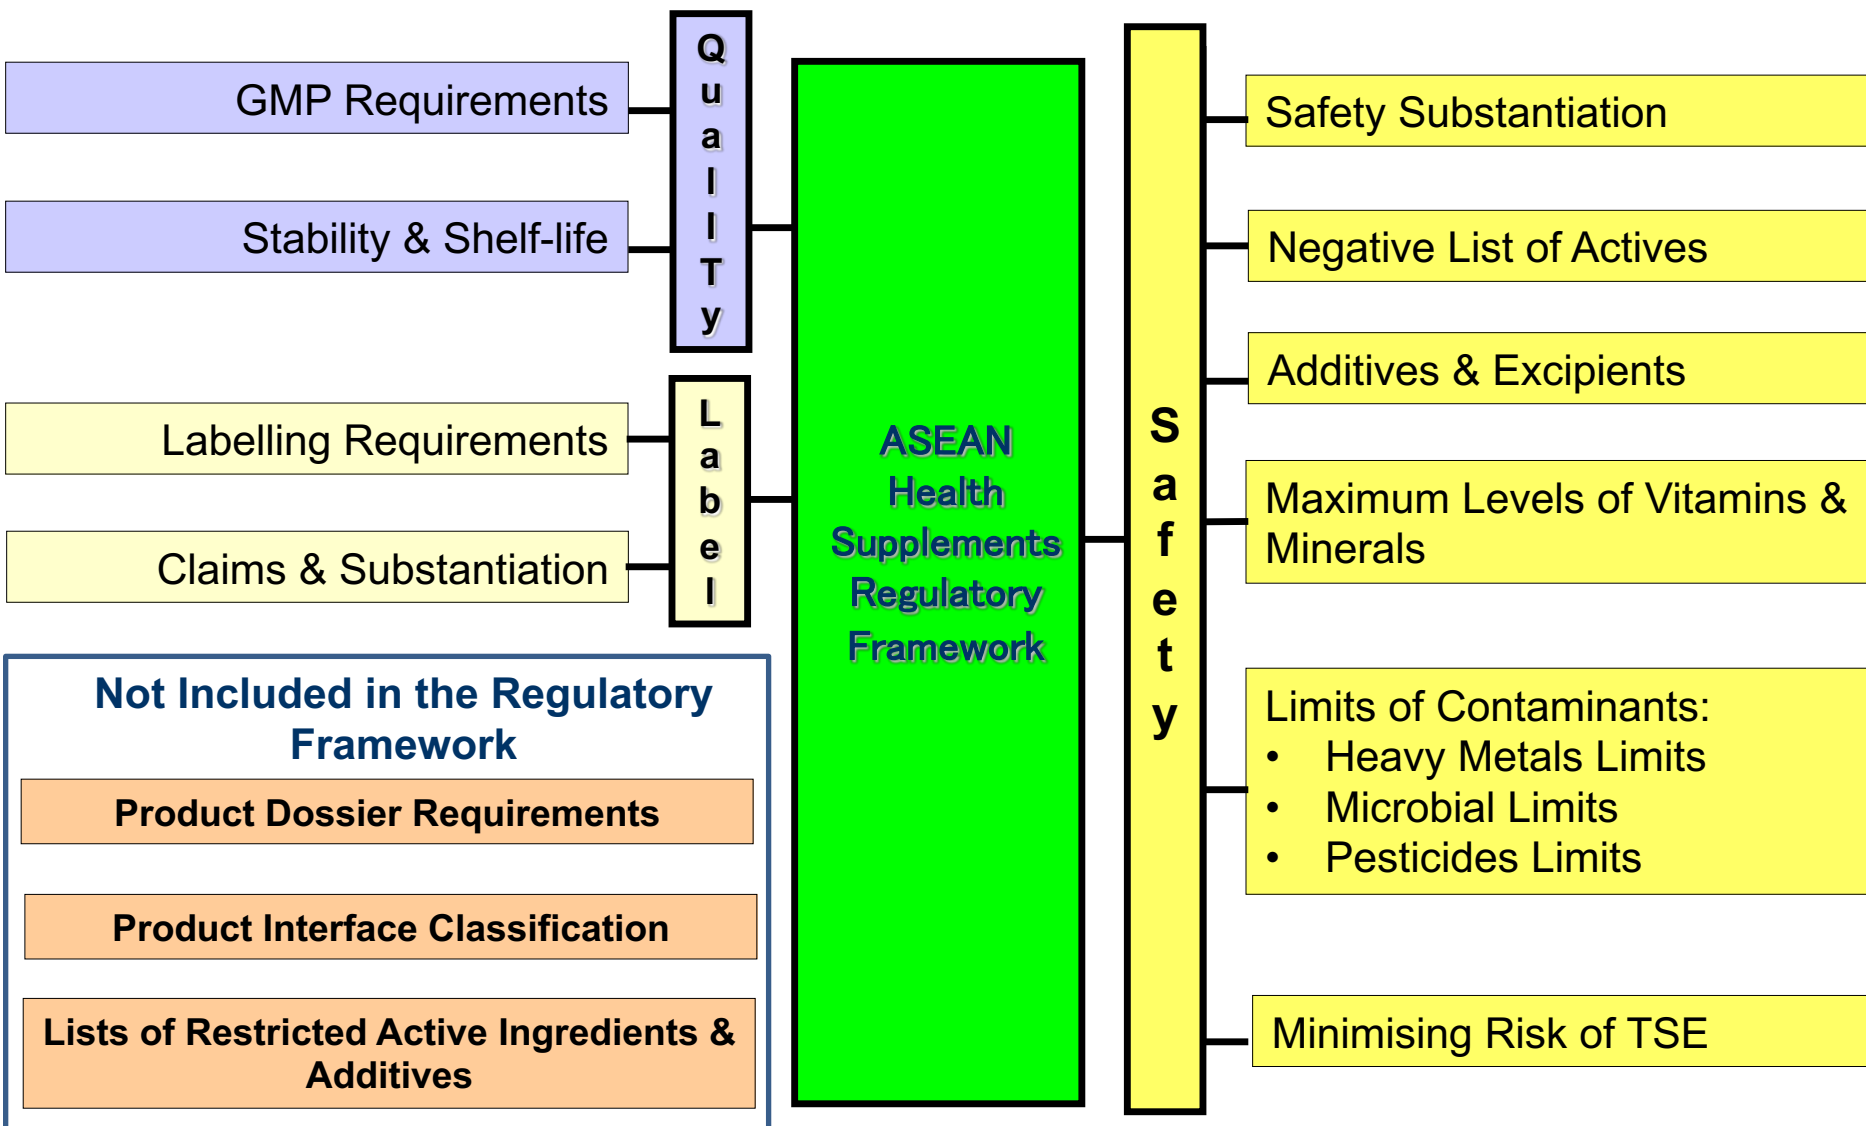 GMP Requirements
Stability & Shelf-life
QualITy
Labelling Requirements
Claims & Substantiation
Label
Not Included in the Regulatory
Framework
Product Dossier Requirements
Product Interface Classification
Lists of Restricted Active Ingredients &
Additives
ASEAN
Health
Supplements
Regulatory
Framework
Safety
Safety Substantiation
Negative List of Actives
Additives & Excipients
Maximum Levels of Vitamins &
Minerals
Limits of Contaminants:
• Heavy Metals Limits
• Microbial Limits
• Pesticides Limits
Minimising Risk of TSE